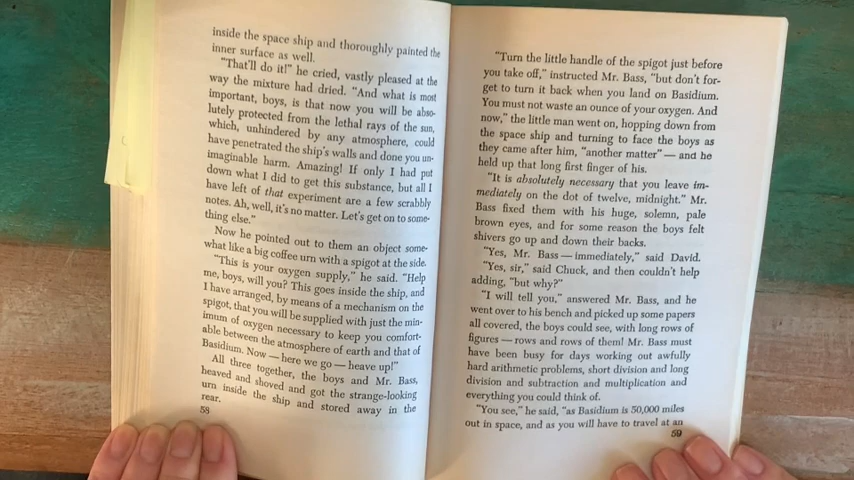 inside the space ship and thoroughly painted the
inner surface as well.
"That'll do it!" he cried, vastly pleased at the
way the mixture had dried. "And what is most
important, boys, is that now you will be abso-
lutely protected from the lethal rays of the sun,
which, unhindered by any atmosphere, could
have penetrated the ship's walls and done you un-
imaginable harm. Amazing! If only I had put
down what I did to get this substance, but all I
have left of that experiment are a few scrabbly
notes. Ah, well, it's no matter. Let's get on to some-
thing else."
Now he pointed out to them an object some-
what like a big coffee urn with a spigot at the side.
"This is your oxygen supply," he said. "Help
me, boys, will you? This goes inside the ship, and
I have arranged, by means of a mechanism on the
spigot, that you will be supplied with just the min-
imum of oxygen necessary to keep you comfort-
able between the atmosphere of earth and that of
Basidium. Now — here we go — heave up!"
All three together, the boys and Mr. Bass,
heaved and shoved and got the strange-looking
urn inside the ship and stored away in the
rear.
58
"Turn the little handle of the spigot just before
you take off," instructed Mr. Bass, "but don't for-
get to turn it back when you land on Basidium.
You must not waste an ounce of your oxygen. And
now," the little man went on, hopping down from
the space ship and turning to face the boys as
they came after him, "another matter" — and he
held up that long first finger of his.
"It is absolutely necessary that you leave im-
mediately on the dot of twelve, midnight." Mr.
Bass fixed them with his huge, solemn, pale
brown eyes, and for some reason the boys felt
shivers go up and down their backs.
"Yes, Mr. Bass — immediately," said David.
"Yes, sir," said Chuck, and then couldn't help
adding, "but why?"
"I will tell you," answered Mr. Bass, and he
went over to his bench and picked up some papers
all covered, the boys could see, with long rows of
figures — rows and rows of them! Mr. Bass must
have been busy for days working out awfully
hard arithmetic problems, short division and long
division and subtraction and multiplication and
everything you could think of.
"You see," he said, "as Basidium is 50,000 miles
out in space, and as you will have to travel at an
59